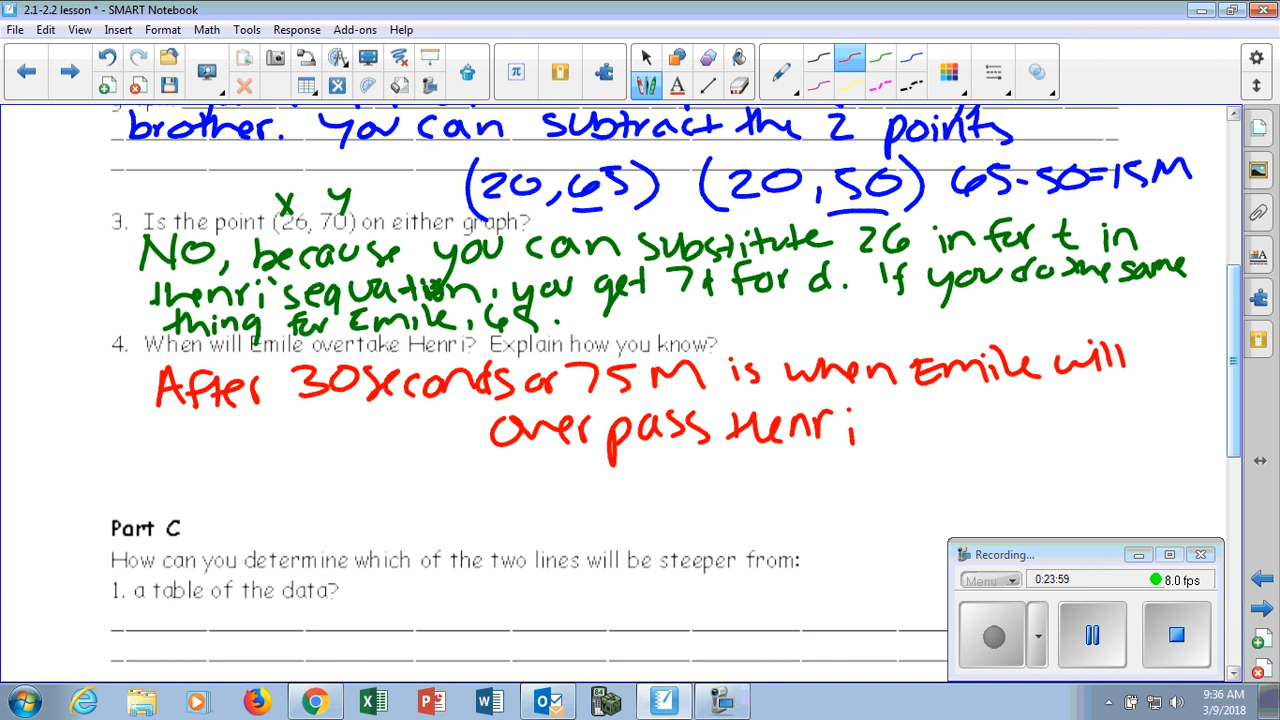 2.1-2.2 lesson * - SMART Notebook
File Edit View Insert Format Math Tools Response Add-ons Help
brother. You can subtract the 2 points
(20, 65) (20, 50) 65-50=15M
x y
3. Is the point (26, 70) on either graph?
No, because you can substitute 26 in for t in
Henri's equation, you get 71 for d. If you do the same
thing for Emile, 65.
4. When will Emile overtake Henri? Explain how you know?
After 30 seconds or 75 M is when Emile will
over pass Henri
Part C
How can you determine which of the two lines will be steeper from:
1. a table of the data?
Recording...
Menu
0:23:59
8.0 fps
9:36 AM
3/9/2018